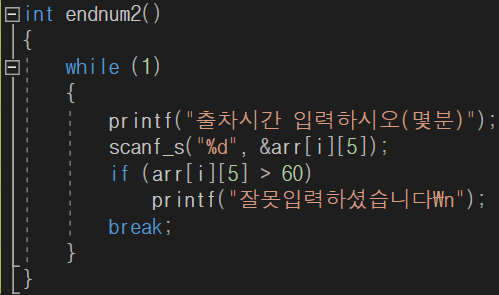 int endnum2()
{
while (1)
{
printf("출차시간 입력하시오(몇분)");
scanf_s("%d", &arr[i][5]);
if (arr[i][5] > 60)
printf("잘못입력하셨습니다₩n");
break;
}
}